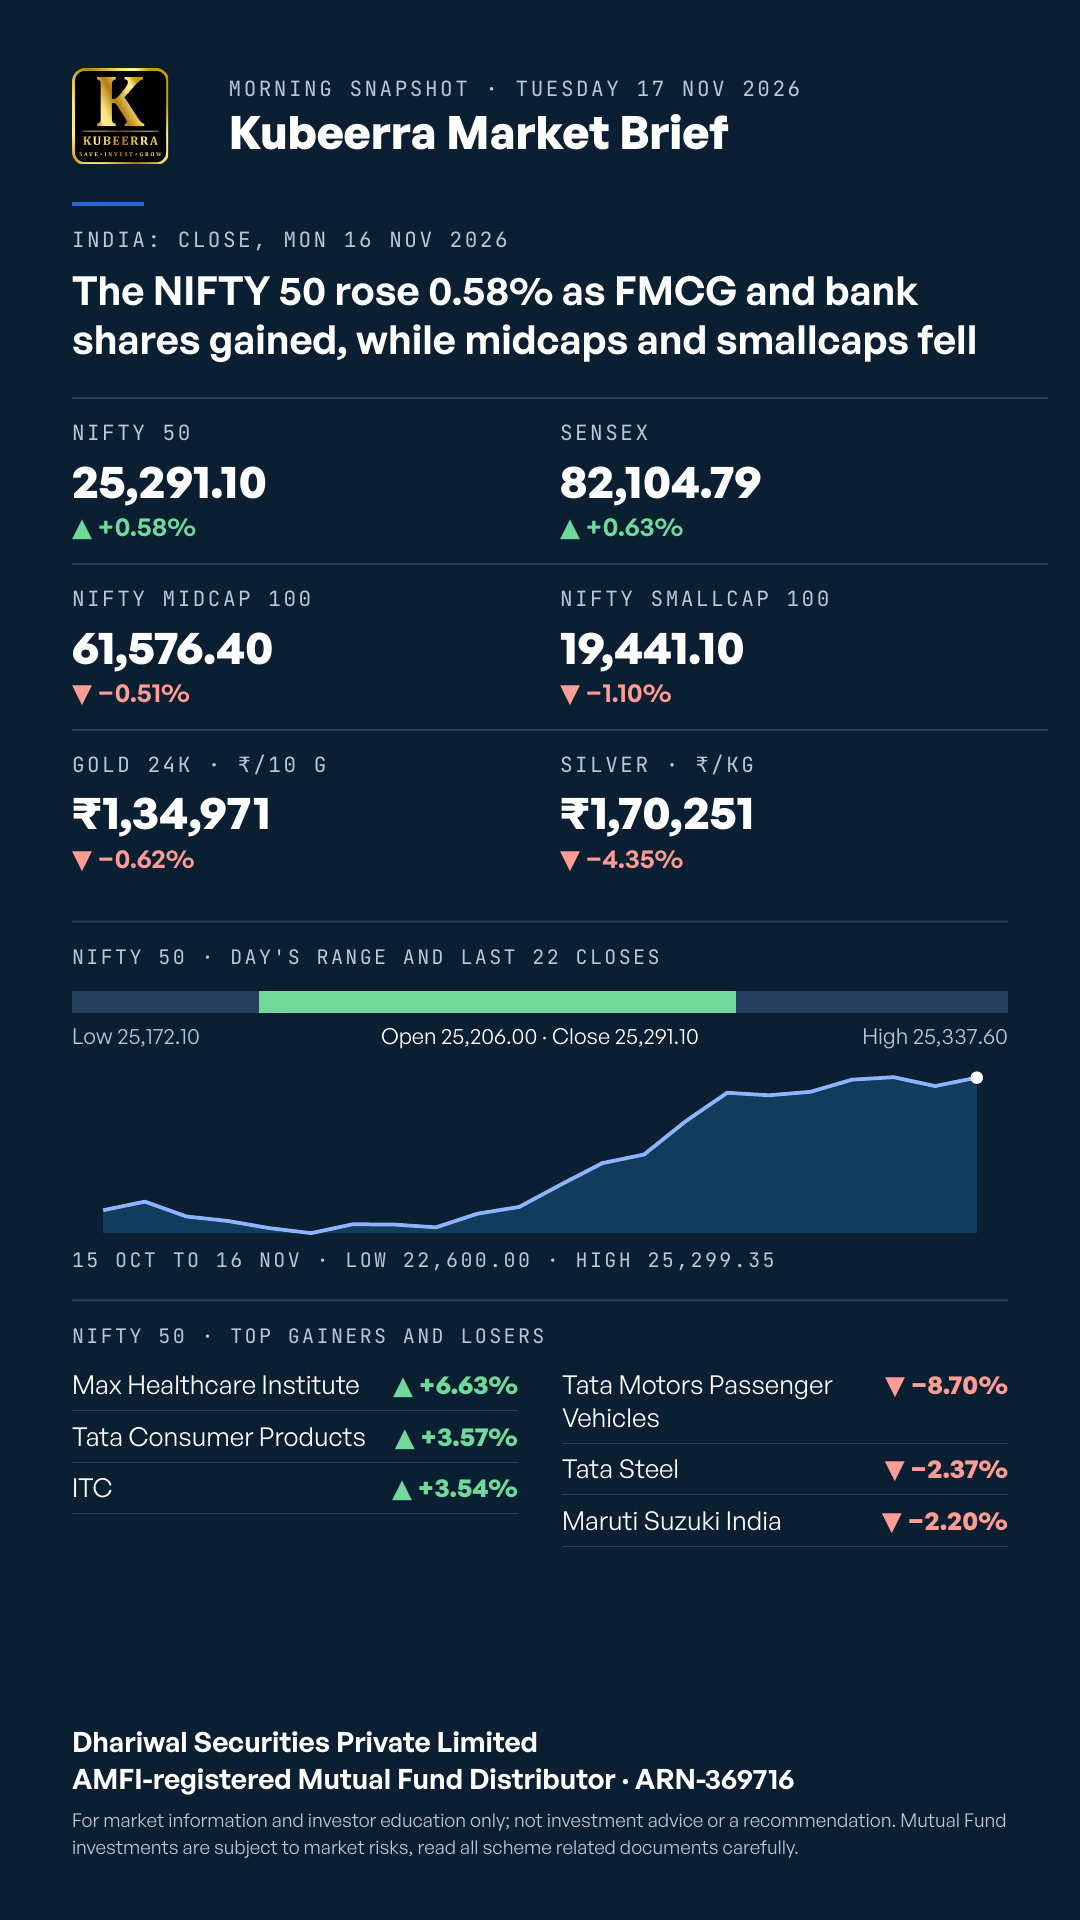 K
KUBEERRA
SAVE•INVEST•GROW
MORNING SNAPSHOT · TUESDAY 17 NOV 2026
Kubeerra Market Brief
INDIA: CLOSE, MON 16 NOV 2026
The NIFTY 50 rose 0.58% as FMCG and bank
shares gained, while midcaps and smallcaps fell
NIFTY 50
25,291.10
▲ +0.58%
SENSEX
82,104.79
▲ +0.63%
NIFTY MIDCAP 100
61,576.40
▼ −0.51%
NIFTY SMALLCAP 100
19,441.10
▼ −1.10%
GOLD 24K · ₹/10 G
₹1,34,971
▼ −0.62%
SILVER · ₹/KG
₹1,70,251
▼ −4.35%
NIFTY 50 · DAY'S RANGE AND LAST 22 CLOSES
Low 25,172.10
Open 25,206.00 · Close 25,291.10
High 25,337.60
15 OCT TO 16 NOV · LOW 22,600.00 · HIGH 25,299.35
NIFTY 50 · TOP GAINERS AND LOSERS
Max Healthcare Institute ▲ +6.63%
Tata Consumer Products ▲ +3.57%
ITC ▲ +3.54%
Tata Motors Passenger ▼ −8.70%
Vehicles
Tata Steel ▼ −2.37%
Maruti Suzuki India ▼ −2.20%
Dhariwal Securities Private Limited
AMFI-registered Mutual Fund Distributor · ARN-369716
For market information and investor education only; not investment advice or a recommendation. Mutual Fund
investments are subject to market risks, read all scheme related documents carefully.